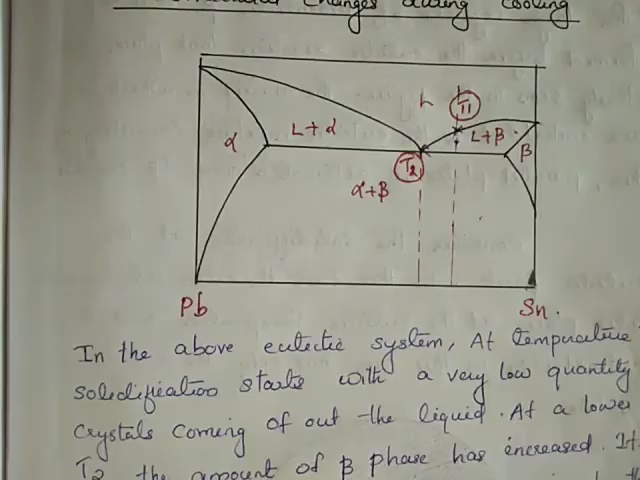 Changes during cooling
L T1
L + α L + β
α β
T2
α + β
Pb Sn.
In the above eutectic system, At tempurature
solidification starts with a very low quantity
crystals coming of out the liquid. At a lower
T2 the amount of β phase has increased. It